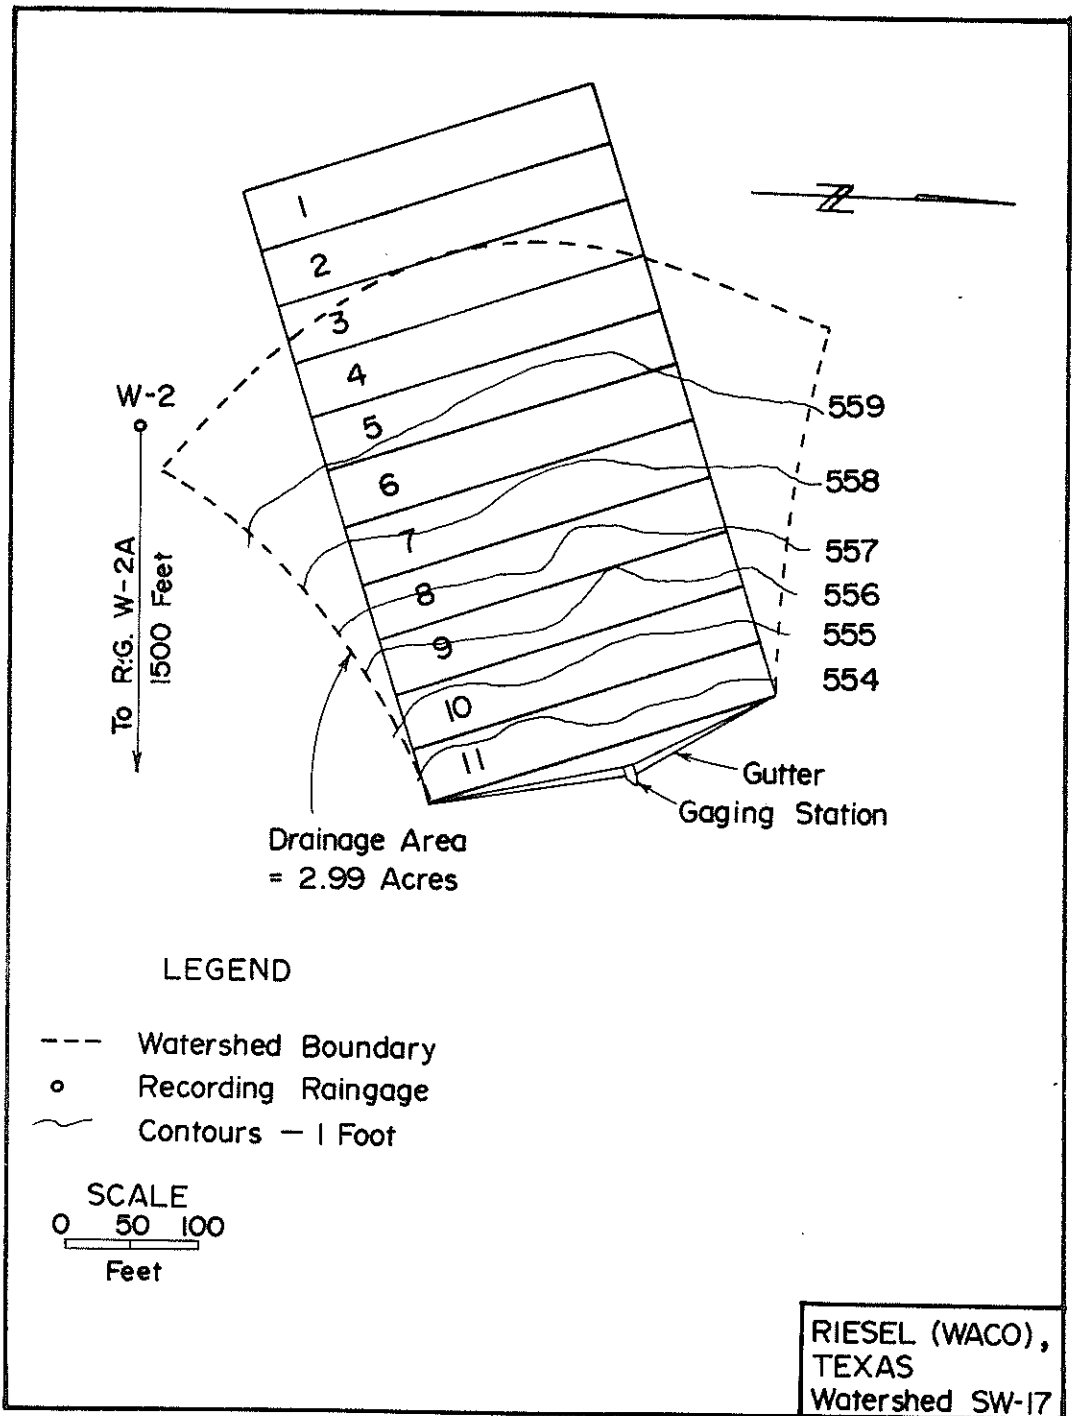 1
2
3
4
5
6
7
8
9
10
11
N
W-2
To R.G. W-2A
1500 Feet
559
558
557
556
555
554
Gutter
Gaging Station
Drainage Area
= 2.99 Acres
LEGEND
Watershed Boundary
Recording Raingage
Contours — 1 Foot
SCALE
0 50 100
Feet
RIESEL (WACO),
TEXAS
Watershed SW-17